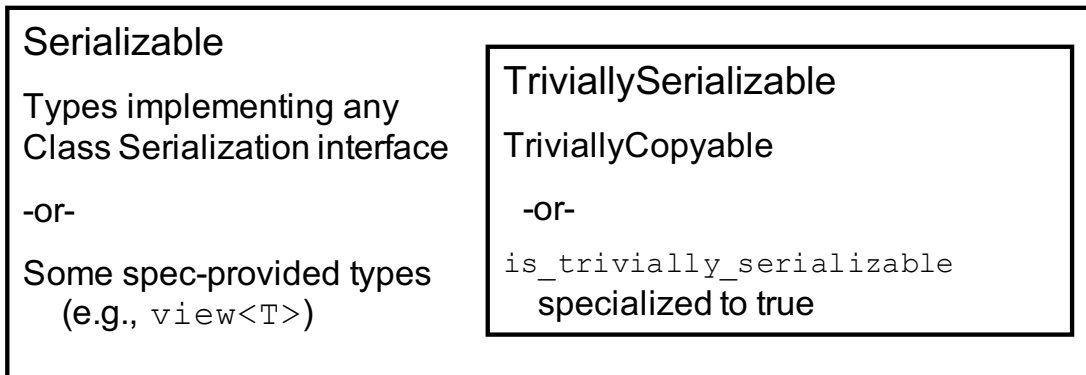 Serializable
Types implementing any
Class Serialization interface
-or-
Some spec-provided types
(e.g., view<T>)
TriviallySerializable
TriviallyCopyable
-or-
is_trivially_serializable
specialized to true